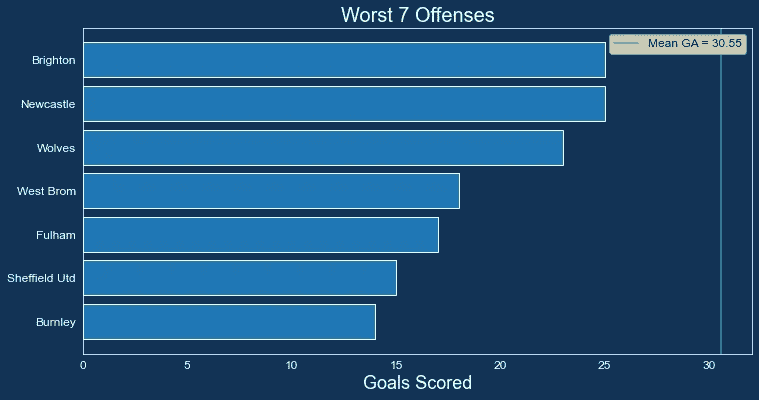 Worst 7 Offenses
Mean GA = 30.55
Brighton
Newcastle
Wolves
West Brom
Fulham
Sheffield Utd
Burnley
0 5 10 15 20 25 30
Goals Scored